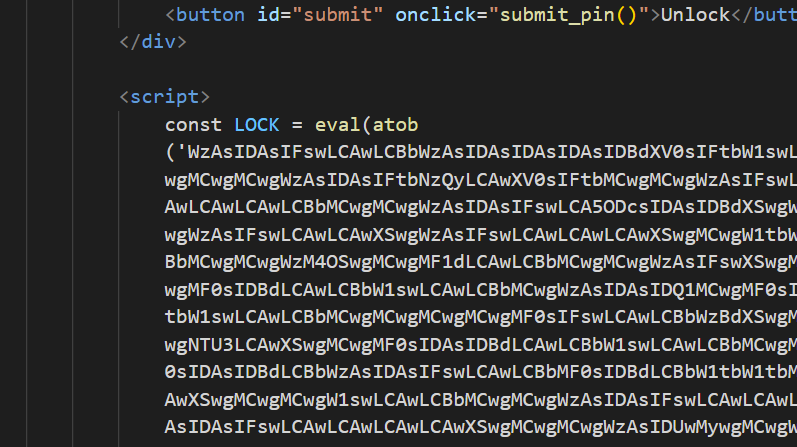 <button id="submit" onclick="submit_pin()">Unlock</butt
</div>
<script>
const LOCK = eval(atob
('WzAsIDAsIFswLCAwLCBbWzAsIDAsIDAsIDAsIDBdXV0sIFtbW1swL
wgMCwgMCwgWzAsIDAsIFtbNzQyLCAwXV0sIFtbMCwgMCwgWzAsIFswL
AwLCAwLCAwLCBbMCwgMCwgWzAsIDAsIFswLCA5ODcsIDAsIDBdXSwgW
wgWzAsIFswLCAwLCAwXSwgWzAsIFswLCAwLCAwLCAwXSwgMCwgW1tbW
BbMCwgMCwgWzM4OSwgMCwgMF1dLCAwLCBbMCwgMCwgWzAsIFswXSwgM
wgMF0sIDBdLCAwLCBbW1swLCAwLCBbMCwgWzAsIDAsIDQ1MCwgMF0sI
tbW1swLCAwLCBbMCwgMCwgMCwgMCwgMF0sIFswLCAwLCBbWzBdXSwgM
wgNTU3LCAwXSwgMCwgMF0sIDAsIDBdLCAwLCBbW1swLCAwLCBbMCwgM
0sIDAsIDBdLCBbWzAsIDAsIFswLCAwLCBbMF0sIDBdLCBbW1tbW1tbM
AwXSwgMCwgMCwgW1swLCAwLCBbMCwgMCwgWzAsIDAsIFswLCAwLCAwL
AsIDAsIFswLCAwLCAwLCAwLCAwXSwgMCwgMCwgWzAsIDUwMywgMCwgW